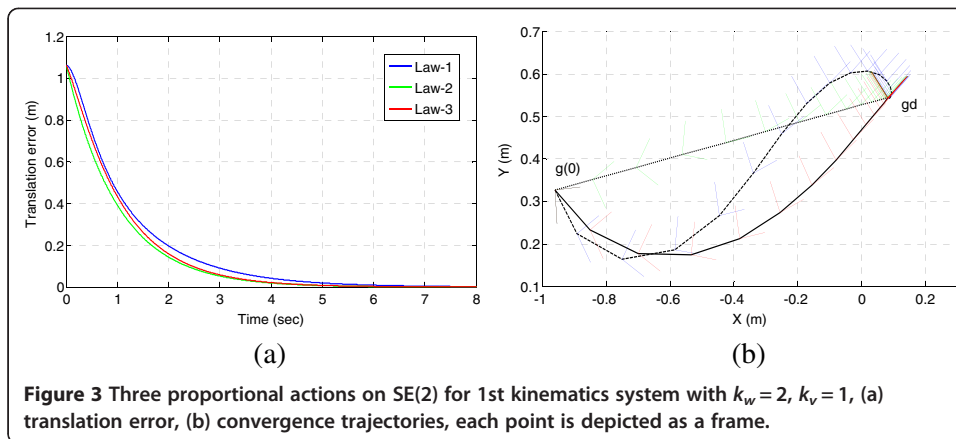 1.2
1
0.8
0.6
0.4
0.2
0
Translation error (m)
0 1 2 3 4 5 6 7 8
Time (sec)
Law-1
Law-2
Law-3
(a)
0.7
0.6
0.5
0.4
0.3
0.2
0.1
Y (m)
g(0)
gd
-1 -0.8 -0.6 -0.4 -0.2 0 0.2
X (m)
(b)
Figure 3 Three proportional actions on SE(2) for 1st kinematics system with k_w = 2, k_v = 1, (a)
translation error, (b) convergence trajectories, each point is depicted as a frame.